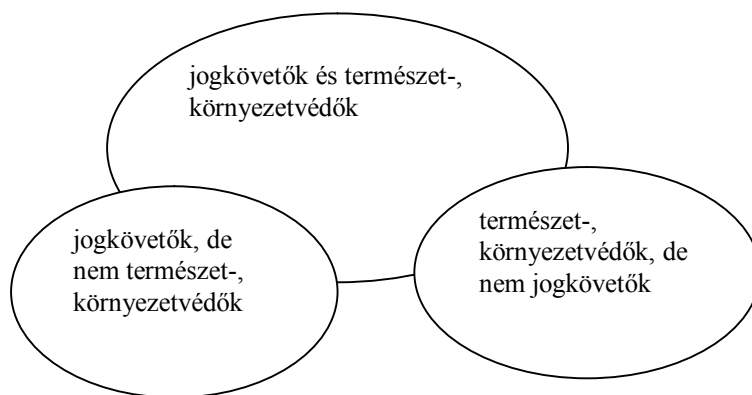 jogkövetők és természet-,
környezetvédők
jogkövetők, de
nem természet-,
környezetvédők
természet-,
környezetvédők, de
nem jogkövetők